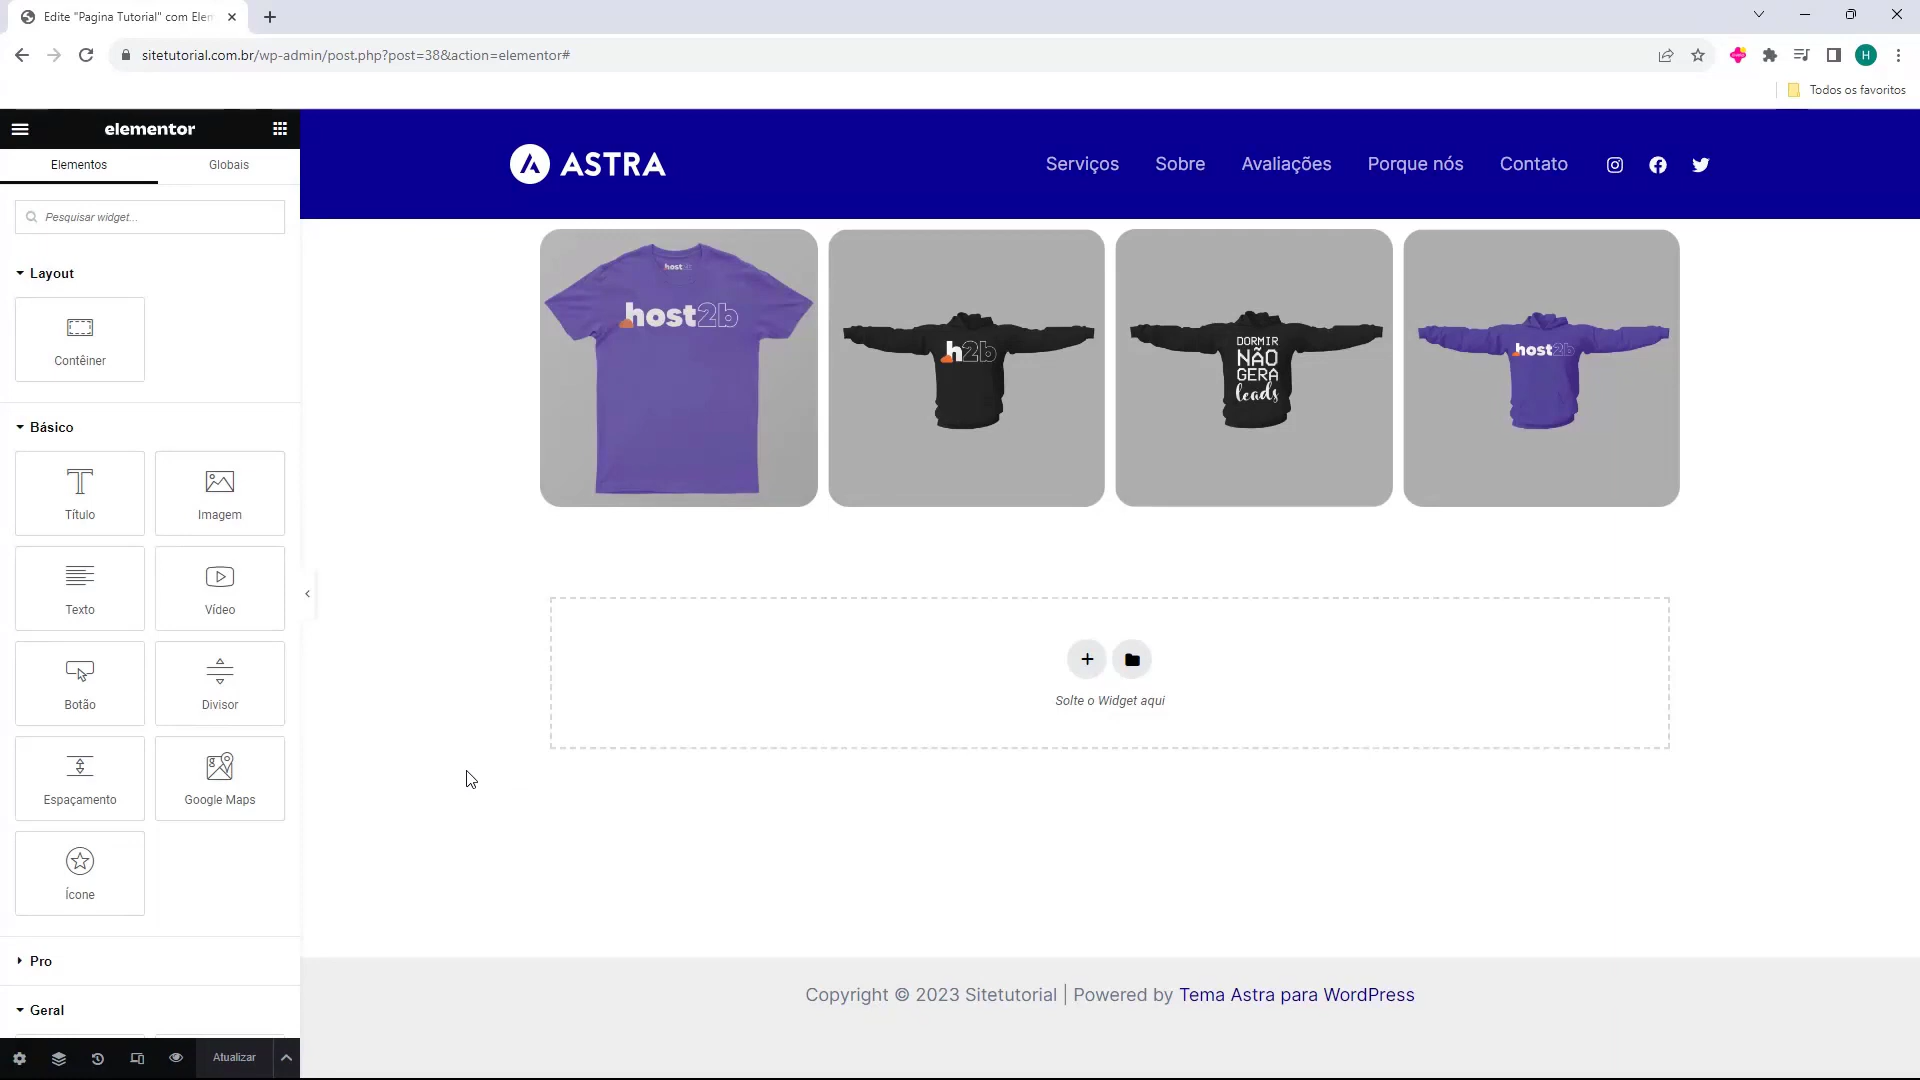 Edite "Pagina Tutorial" com Elem
sitetutorial.com.br/wp-admin/post.php?post=38&action=elementor#
H
Todos os favoritos
elementor
Elementos
Globais
Pesquisar widget...
Layout
Contêiner
Básico
Título
Imagem
Texto
Vídeo
Botão
Divisor
Espaçamento
Google Maps
Ícone
Pro
Geral
Atualizar
ASTRA
Serviços
Sobre
Avaliações
Porque nós
Contato
host2b
host2b
h2b
DORMIR
NÃO
GERA
leads
host2b
Solte o Widget aqui
Copyright © 2023 Sitetutorial | Powered by Tema Astra para WordPress